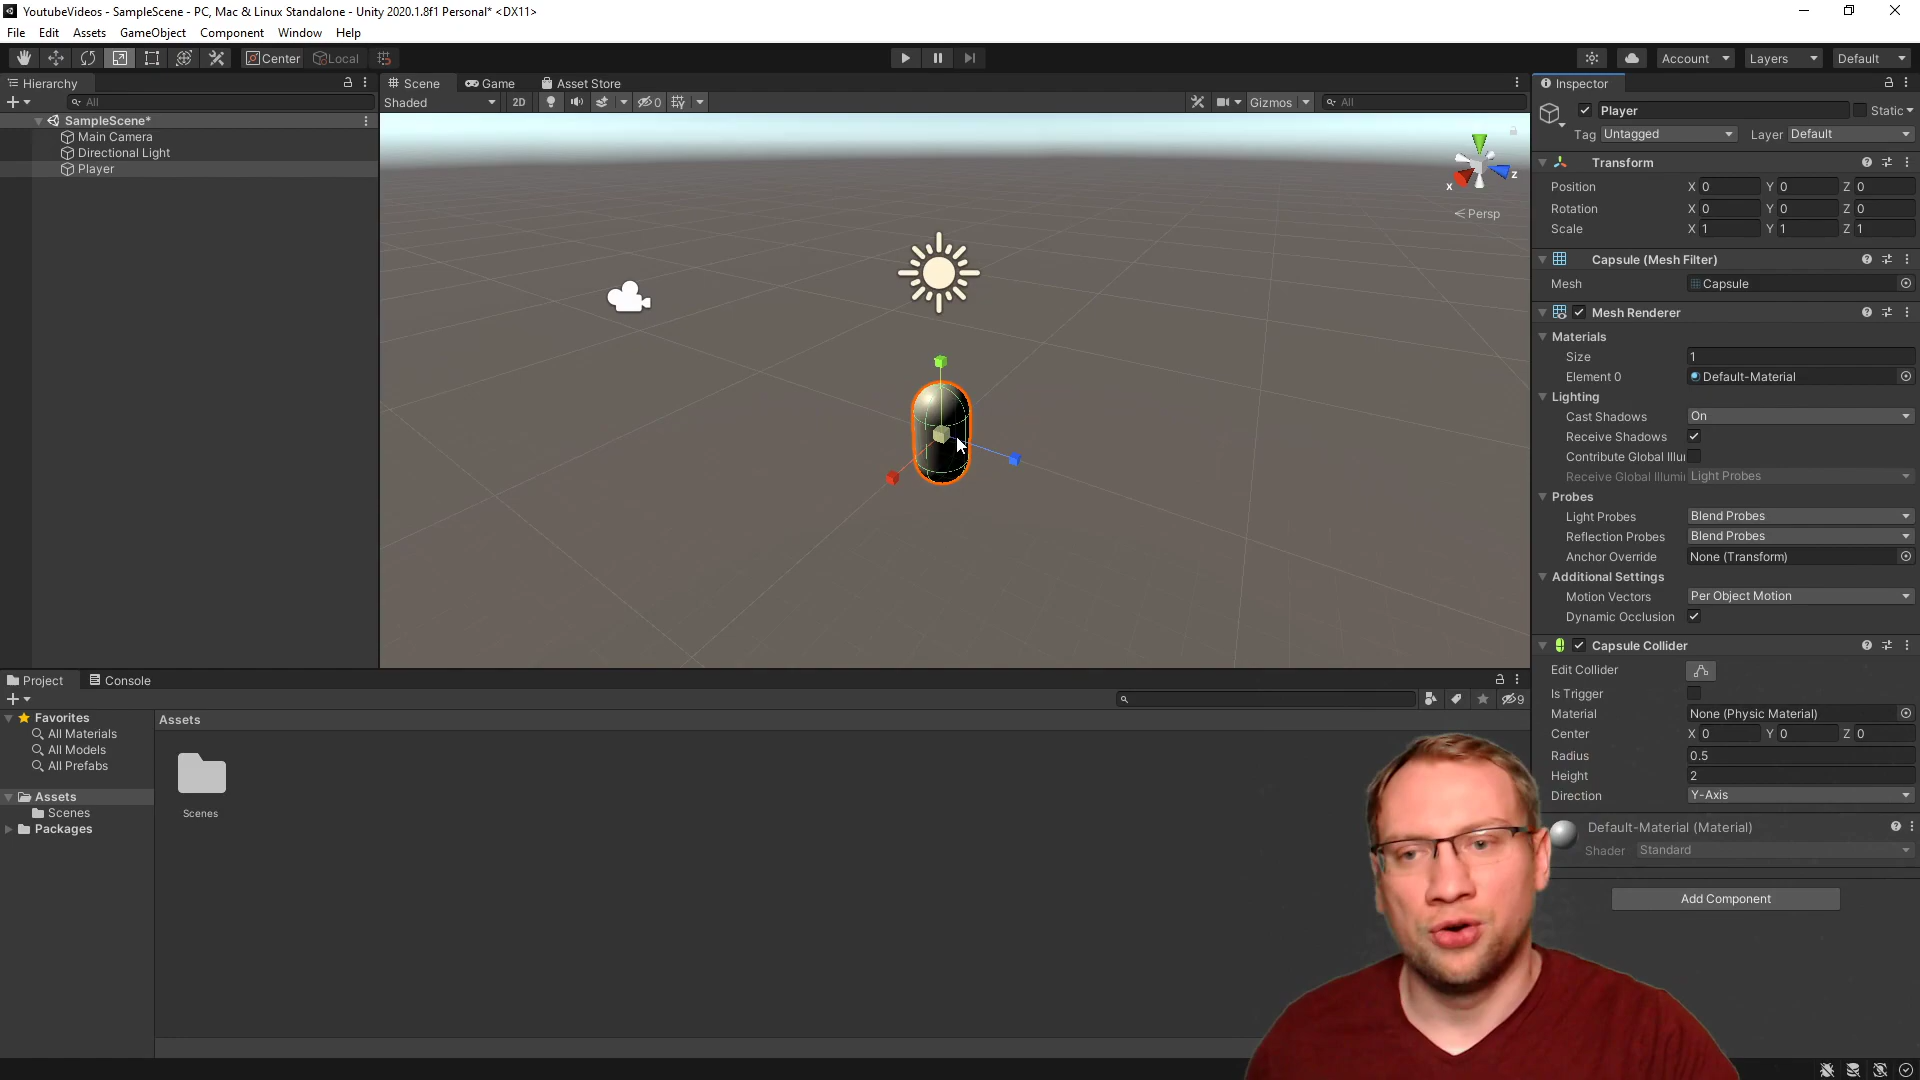 YoutubeVideos - SampleScene - PC, Mac & Linux Standalone - Unity 2020.1.8f1 Personal* <DX11>
File Edit Assets GameObject Component Window Help
Center Local Account Layers Default
Hierarchy
All
SampleScene*
Main Camera
Directional Light
Player
Scene Game Asset Store
Shaded 2D 0 Gizmos All
x z
Persp
Inspector
Player Static
Tag Untagged Layer Default
Transform
Position X 0 Y 0 Z 0
Rotation X 0 Y 0 Z 0
Scale X 1 Y 1 Z 1
Capsule (Mesh Filter)
Mesh Capsule
Mesh Renderer
Materials
Size 1
Element 0 Default-Material
Lighting
Cast Shadows On
Receive Shadows
Contribute Global Illu
Receive Global Illumi Light Probes
Probes
Light Probes Blend Probes
Reflection Probes Blend Probes
Anchor Override None (Transform)
Additional Settings
Motion Vectors Per Object Motion
Dynamic Occlusion
Capsule Collider
Edit Collider
Is Trigger
Material None (Physic Material)
Center X 0 Y 0 Z 0
Radius 0.5
Height 2
Direction Y-Axis
Default-Material (Material)
Shader Standard
Add Component
Project Console
9
Favorites
All Materials
All Models
All Prefabs
Assets
Scenes
Packages
Assets
Scenes